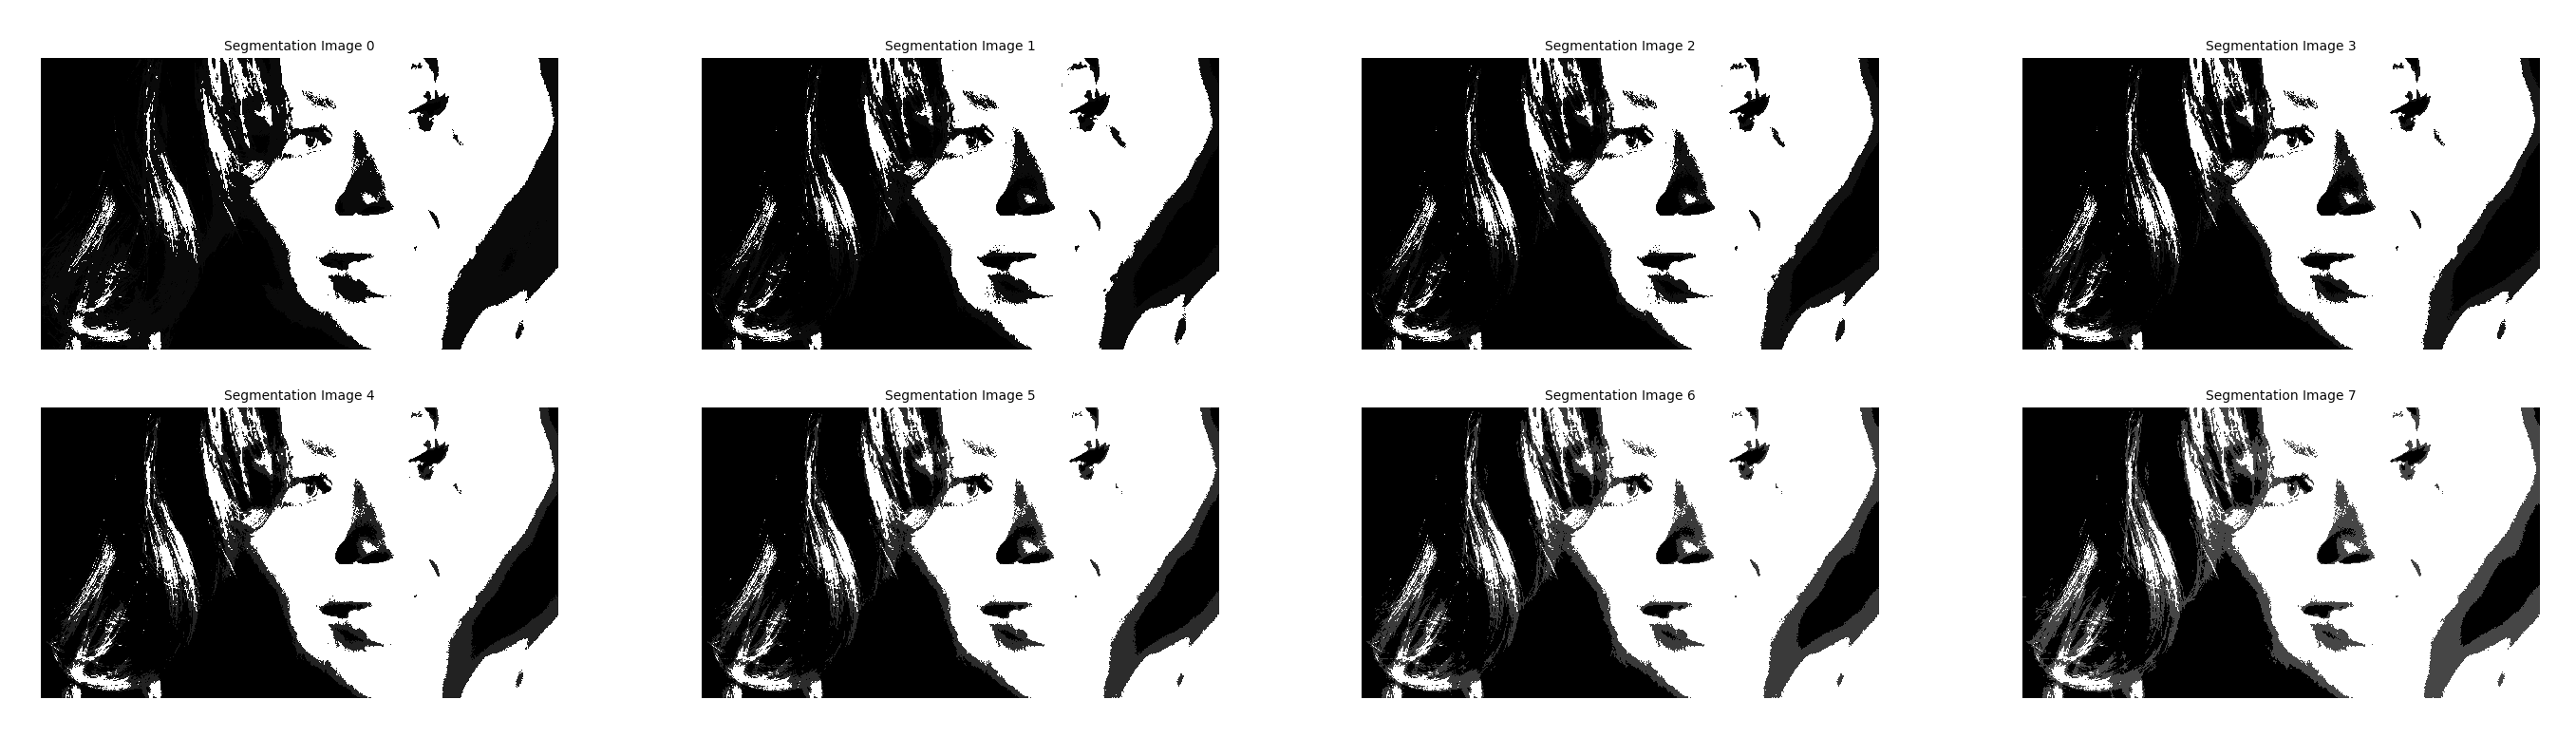 Segmentation Image 0
Segmentation Image 1
Segmentation Image 2
Segmentation Image 3
Segmentation Image 4
Segmentation Image 5
Segmentation Image 6
Segmentation Image 7